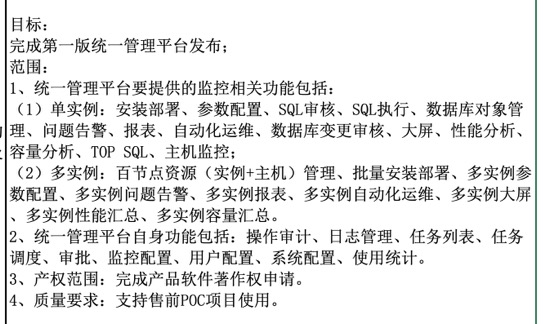 目标：
完成第一版统一管理平台发布；
范围：
1、统一管理平台要提供的监控相关功能包括：
（1）单实例：安装部署、参数配置、SQL审核、SQL执行、数据库对象管
理、问题告警、报表、自动化运维、数据库变更审核、大屏、性能分析、
容量分析、TOP SQL、主机监控；
（2）多实例：百节点资源（实例+主机）管理、批量安装部署、多实例参
数配置、多实例问题告警、多实例报表、多实例自动化运维、多实例大屏
、多实例性能汇总、多实例容量汇总。
2、统一管理平台自身功能包括：操作审计、日志管理、任务列表、任务
调度、审批、监控配置、用户配置、系统配置、使用统计。
3、产权范围：完成产品软件著作权申请。
4、质量要求：支持售前POC项目使用。